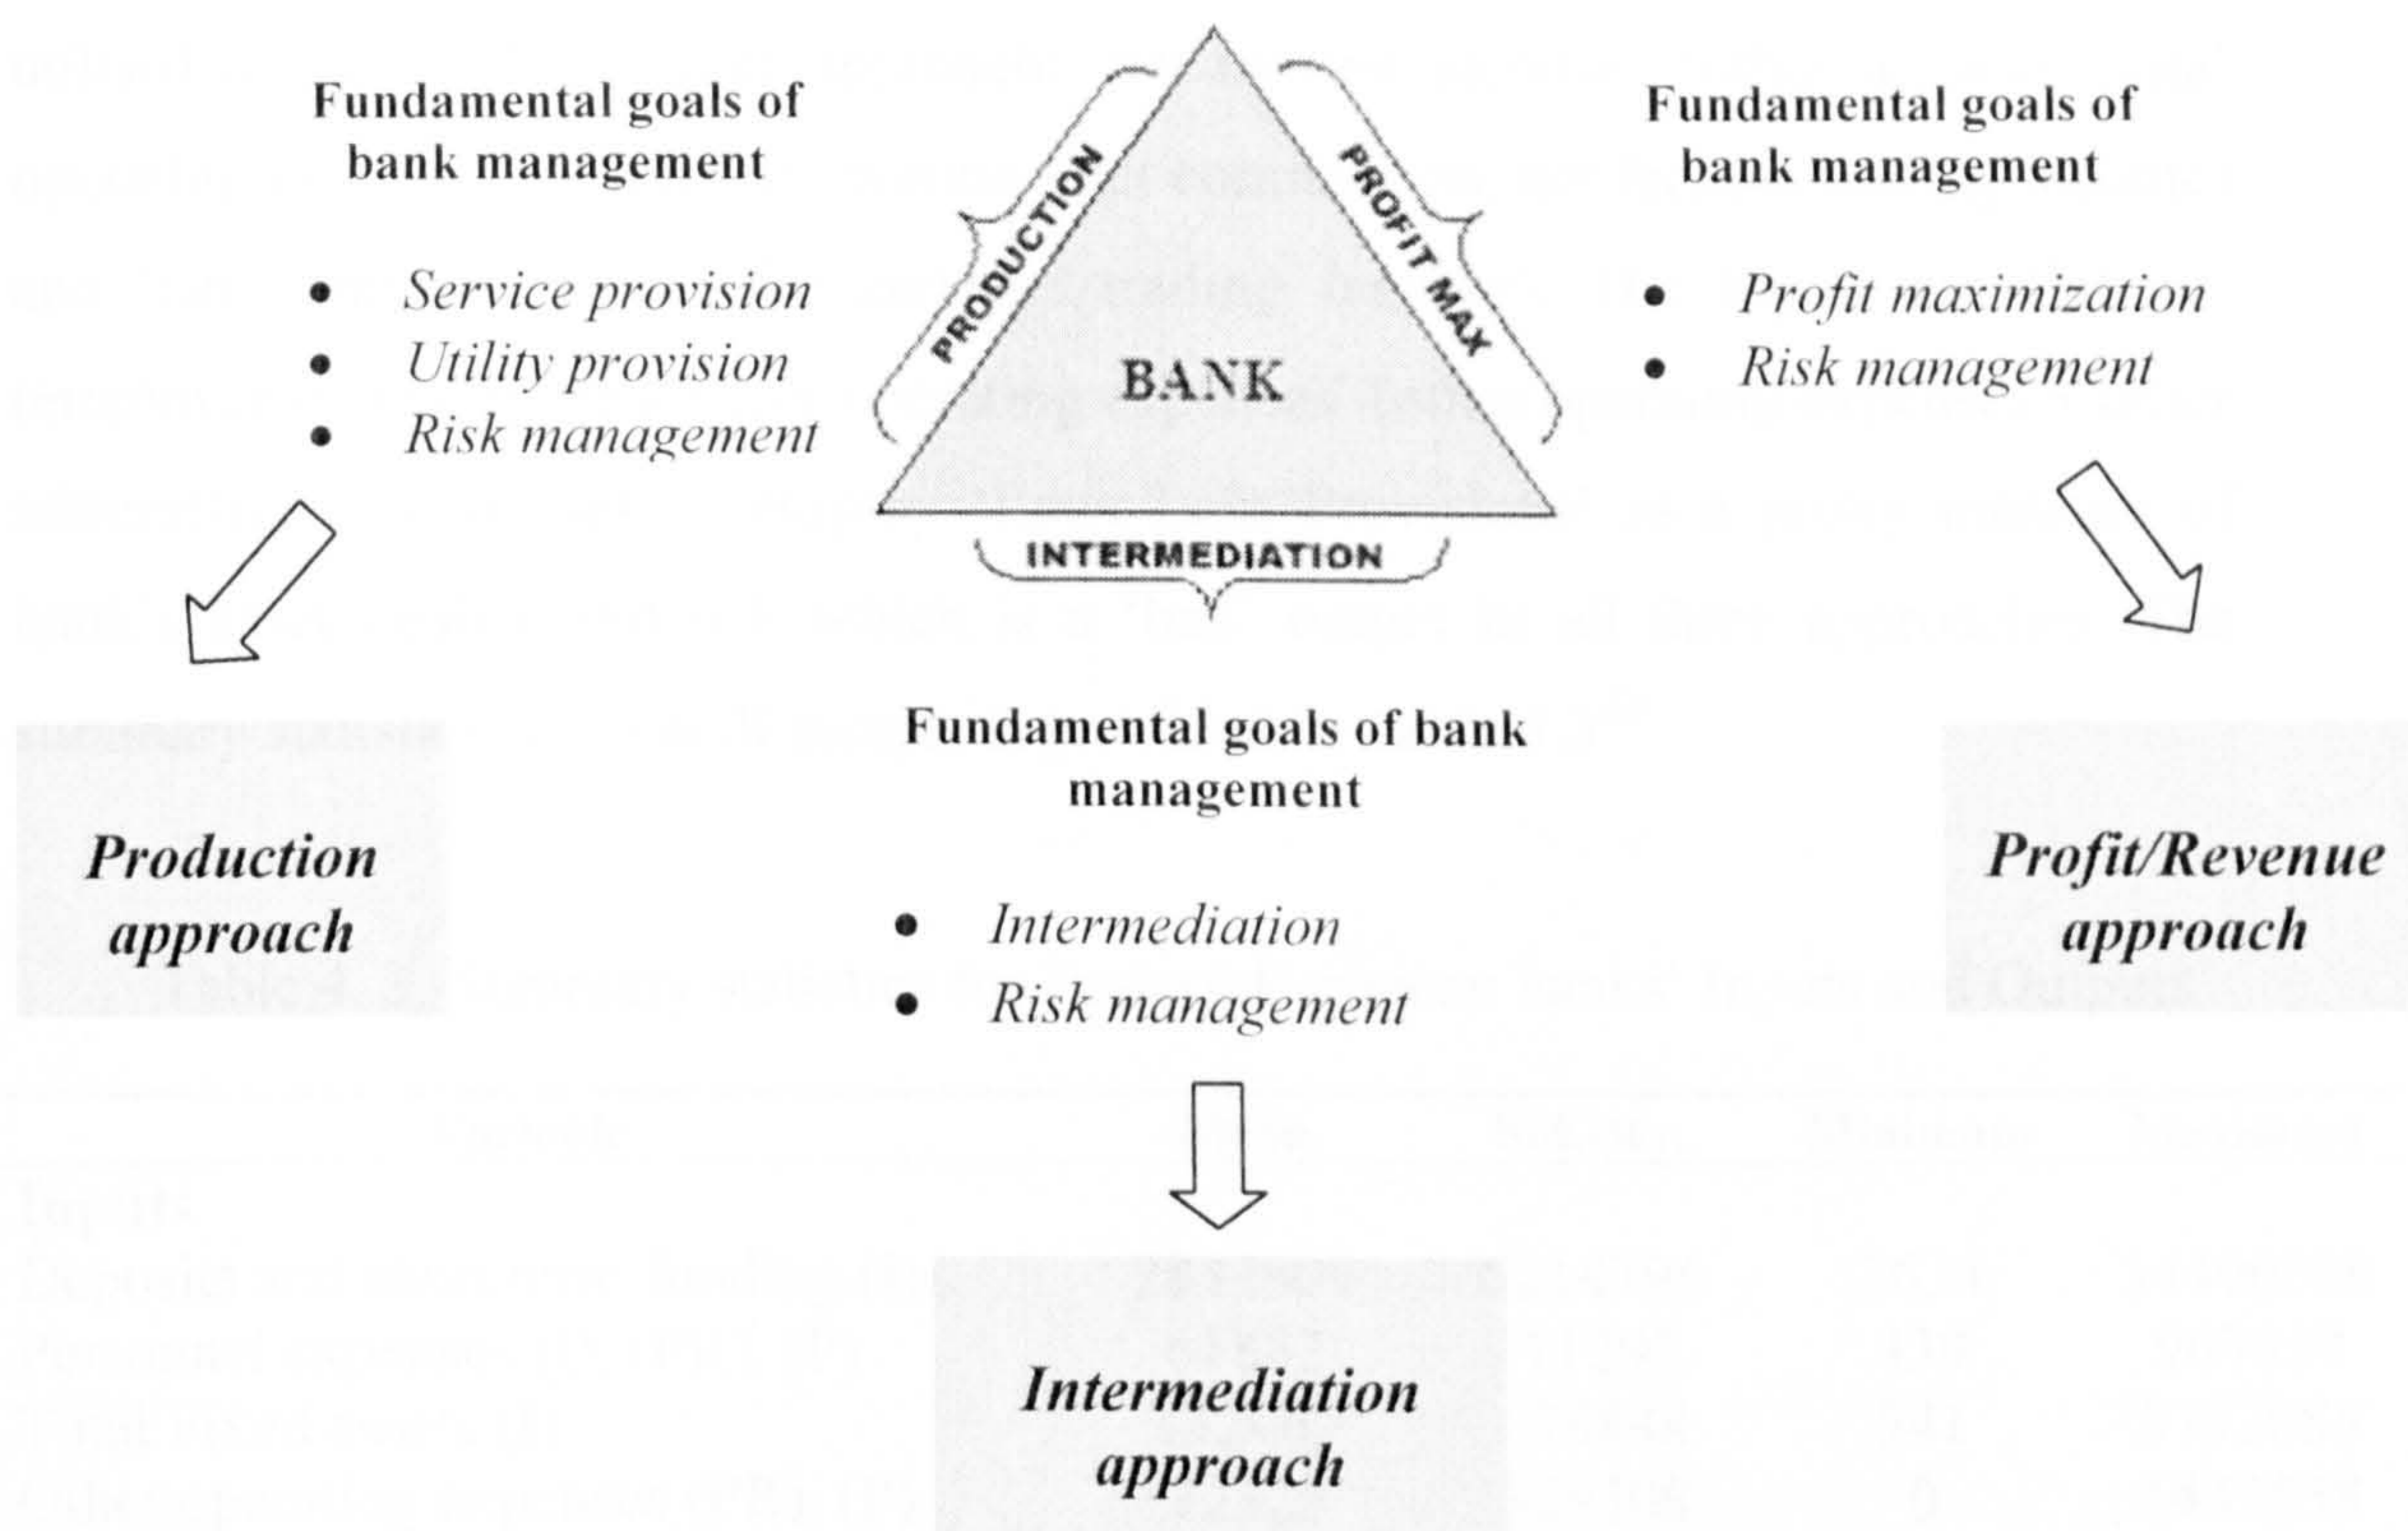 Fundamental goals of
bank management
• Service provision
• Utility provision
• Risk management
PRODUCTION
PROFIT MAX
BANK
INTERMEDIATION
Fundamental goals of
bank management
• Profit maximization
• Risk management
Fundamental goals of bank
management
• Intermediation
• Risk management
Production
approach
Profit/Revenue
approach
Intermediation
approach